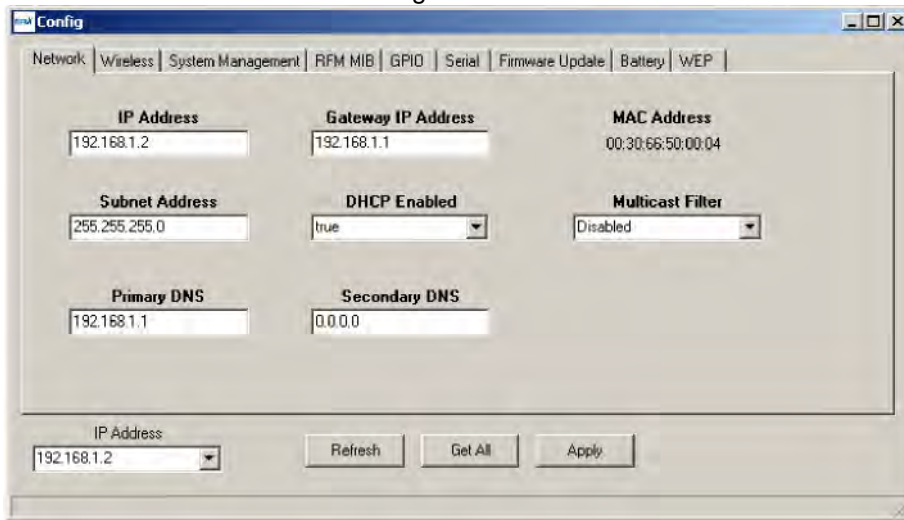 Config
Network Wireless System Management RFM MIB GPIO Serial Firmware Update Battery WEP
IP Address Gateway IP Address MAC Address
192.168.1.2 192.168.1.1 00:30:66:50:00:04
Subnet Address DHCP Enabled Multicast Filter
255.255.255.0 true Disabled
Primary DNS Secondary DNS
192.168.1.1 0.0.0.0
IP Address
192.168.1.2 Refresh Get All Apply